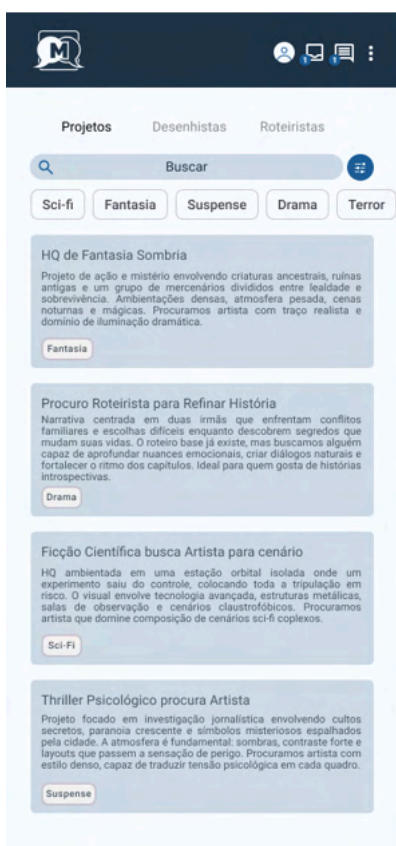 M
1 1
Projetos Desenhistas Roteiristas
Buscar
Sci-fi Fantasia Suspense Drama Terror
HQ de Fantasia Sombria
Projeto de ação e mistério envolvendo criaturas ancestrais, ruínas
antigas e um grupo de mercenários divididos entre lealdade e
sobrevivência. Ambientações densas, atmosfera pesada, cenas
noturnas e mágicas. Procuramos artista com traço realista e
domínio de iluminação dramática.
Fantasia
Procuro Roteirista para Refinar História
Narrativa centrada em duas irmãs que enfrentam conflitos
familiares e escolhas difíceis enquanto descobrem segredos que
mudam suas vidas. O roteiro base já existe, mas buscamos alguém
capaz de aprofundar nuances emocionais, criar diálogos naturais e
fortalecer o ritmo dos capítulos. Ideal para quem gosta de histórias
introspectivas.
Drama
Ficção Científica busca Artista para cenário
HQ ambientada em uma estação orbital isolada onde um
experimento saiu do controle, colocando toda a tripulação em
risco. O visual envolve tecnologia avançada, estruturas metálicas,
salas de observação e cenários claustrofóbicos. Procuramos
artista que domine composição de cenários sci-fi coplexos.
Sci-Fi
Thriller Psicológico procura Artista
Projeto focado em investigação jornalística envolvendo cultos
secretos, paranoia crescente e símbolos misteriosos espalhados
pela cidade. A atmosfera é fundamental: sombras, contraste forte e
layouts que passem a sensação de perigo. Procuramos artista com
estilo denso, capaz de traduzir tensão psicológica em cada quadro.
Suspense